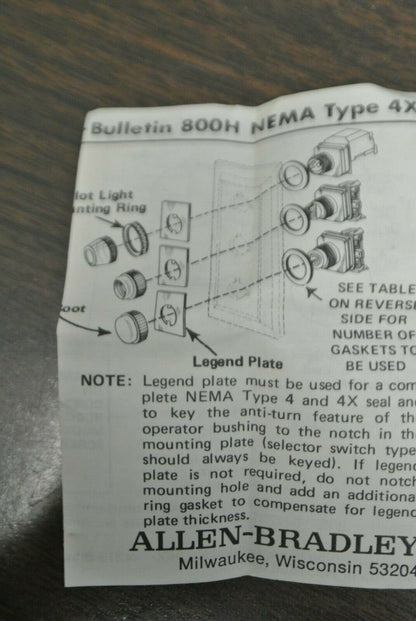 Bulletin 800H NEMA Type 4X
lot Light
nting Ring
oot
SEE TABLE
ON REVERSE
SIDE FOR
NUMBER OF
GASKETS TO
BE USED
Legend Plate
NOTE: Legend plate must be used for a com
plete NEMA Type 4 and 4X seal and
to key the anti-turn feature of th
operator bushing to the notch in th
mounting plate (selector switch type
should always be keyed). If legend
plate is not required, do not notch
mounting hole and add an additiona
ring gasket to compensate for legend
plate thickness.
ALLEN-BRADLEY
Milwaukee, Wisconsin 53204